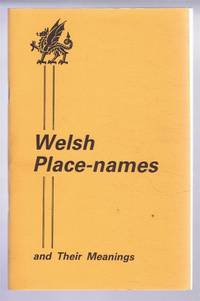 Welsh
Place-names
and Their Meanings